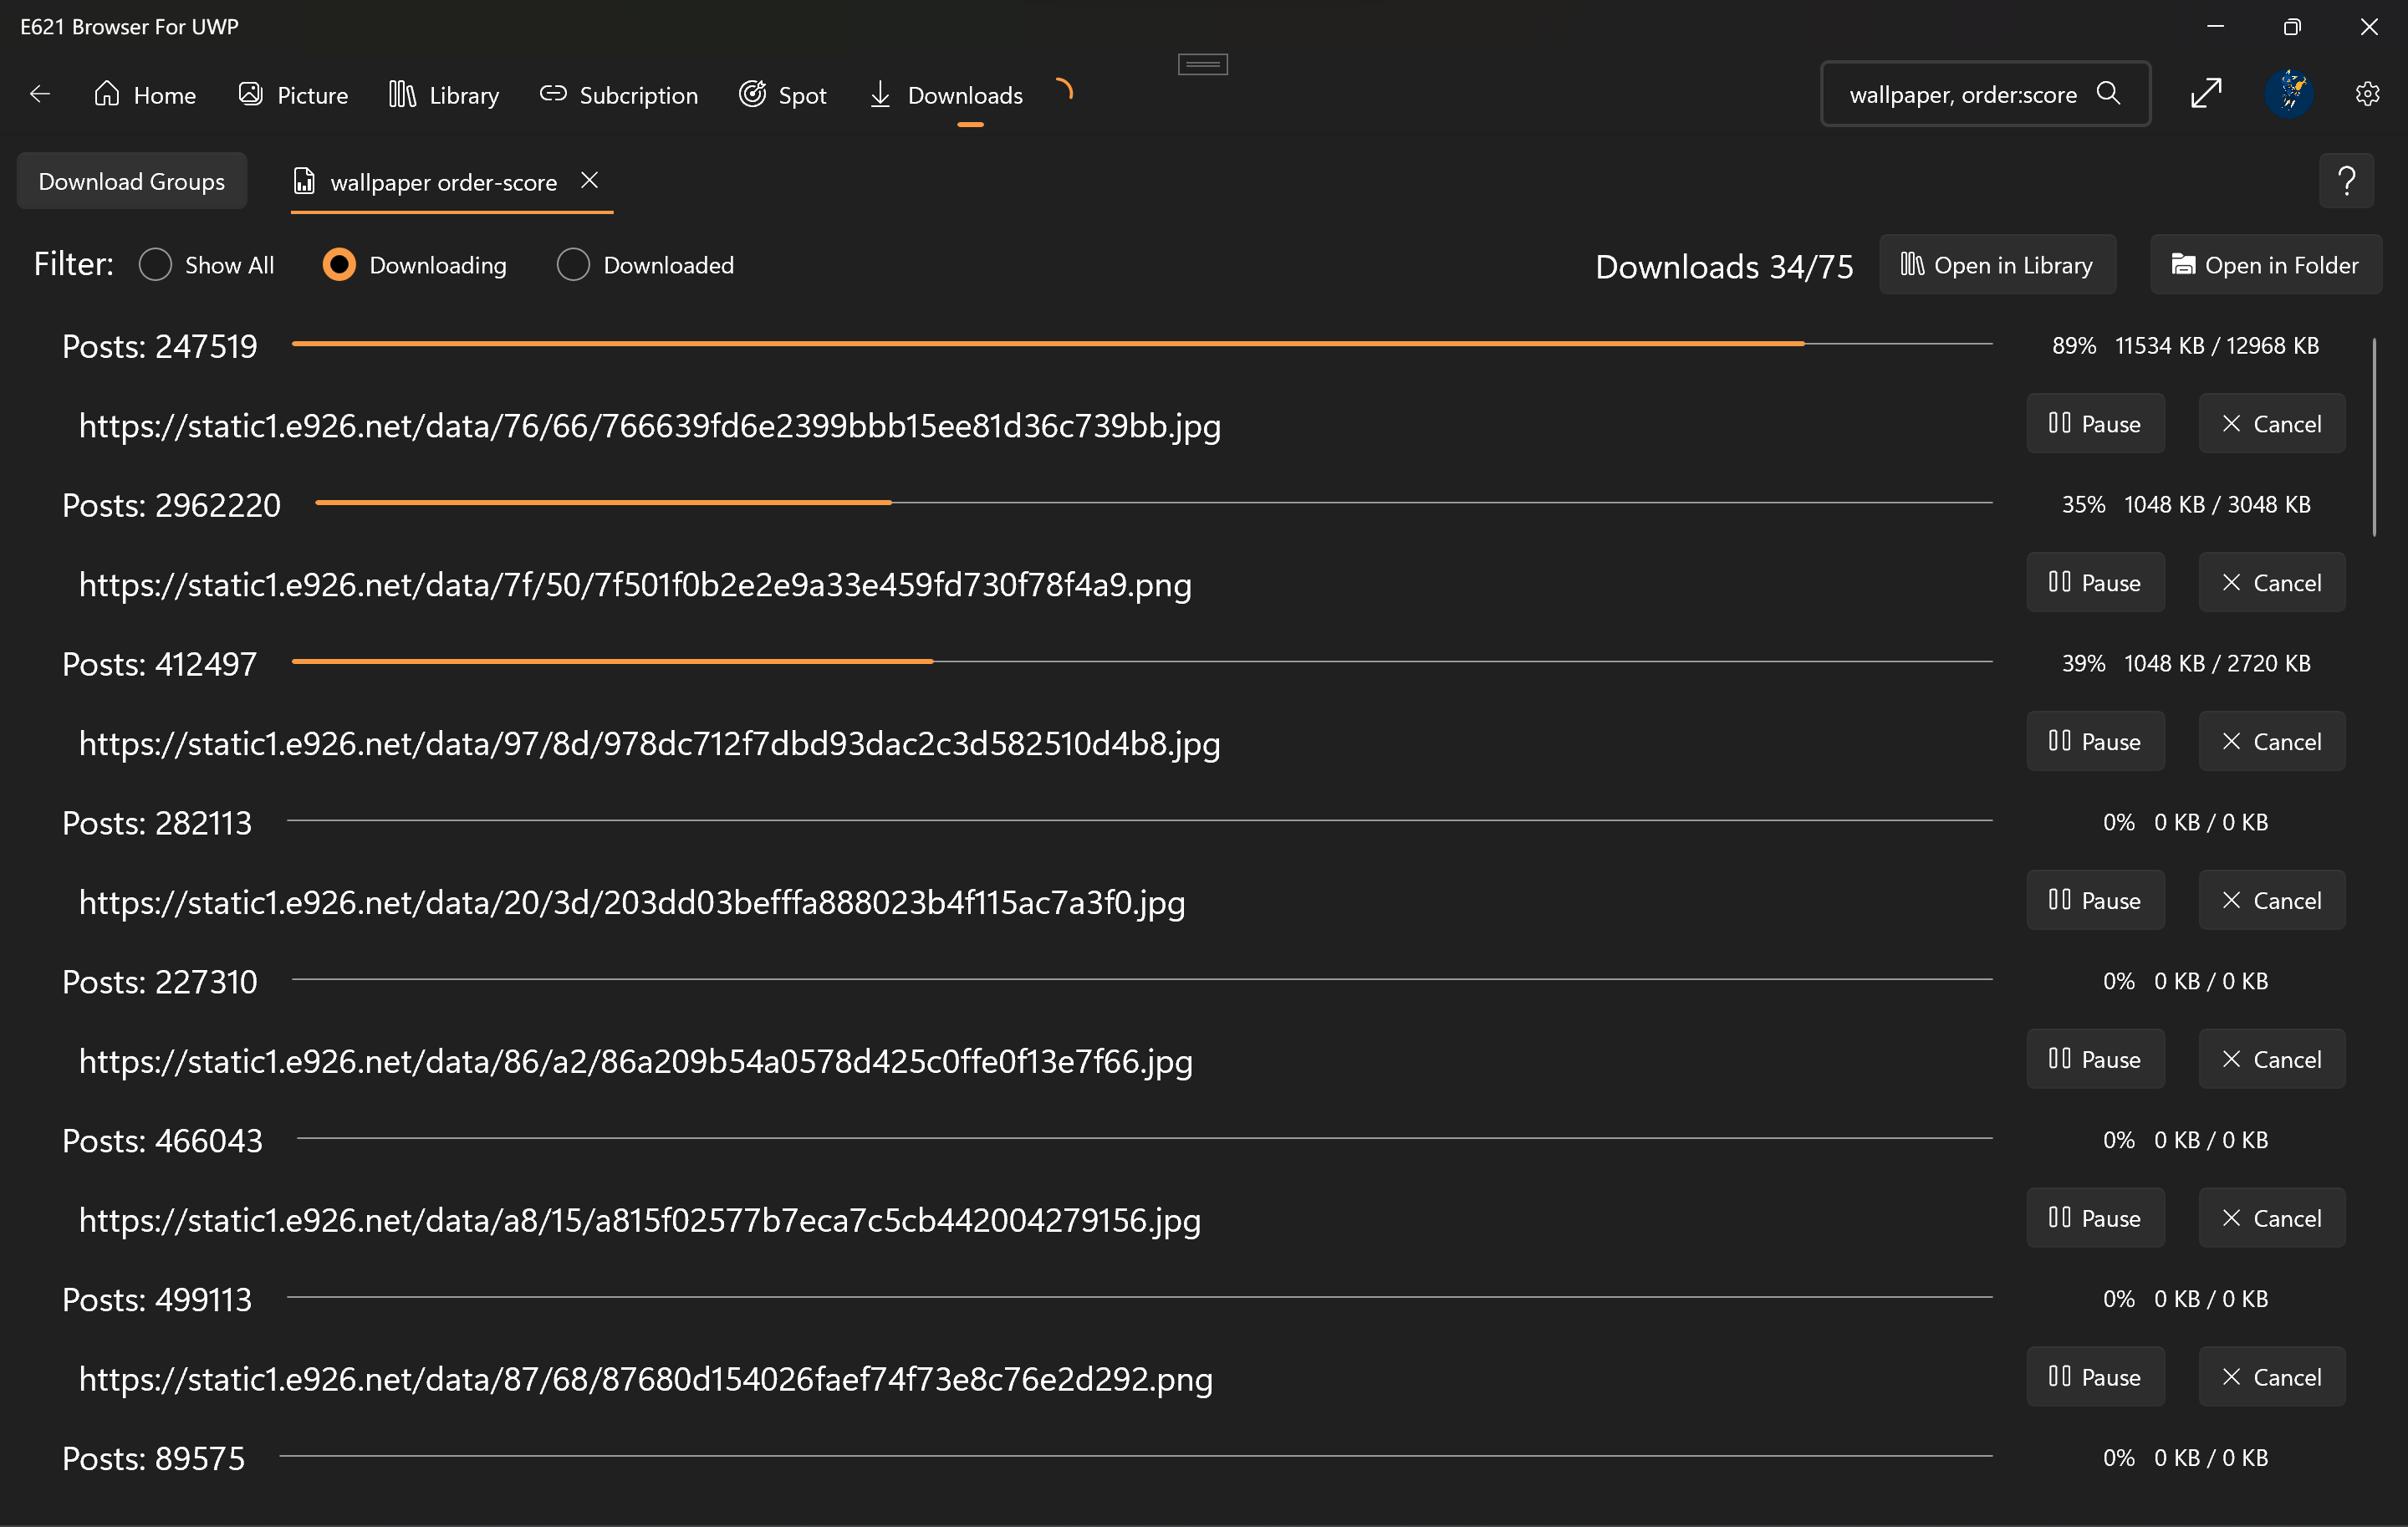 E621 Browser For UWP
Home Picture Library Subcription Spot Downloads wallpaper, order:score
Download Groups wallpaper order-score ?
Filter: Show All Downloading Downloaded Downloads 34/75 Open in Library Open in Folder
Posts: 247519 89% 11534 KB / 12968 KB
https://static1.e926.net/data/76/66/766639fd6e2399bbb15ee81d36c739bb.jpg Pause Cancel
Posts: 2962220 35% 1048 KB / 3048 KB
https://static1.e926.net/data/7f/50/7f501f0b2e2e9a33e459fd730f78f4a9.png Pause Cancel
Posts: 412497 39% 1048 KB / 2720 KB
https://static1.e926.net/data/97/8d/978dc712f7dbd93dac2c3d582510d4b8.jpg Pause Cancel
Posts: 282113 0% 0 KB / 0 KB
https://static1.e926.net/data/20/3d/203dd03befffa888023b4f115ac7a3f0.jpg Pause Cancel
Posts: 227310 0% 0 KB / 0 KB
https://static1.e926.net/data/86/a2/86a209b54a0578d425c0ffe0f13e7f66.jpg Pause Cancel
Posts: 466043 0% 0 KB / 0 KB
https://static1.e926.net/data/a8/15/a815f02577b7eca7c5cb442004279156.jpg Pause Cancel
Posts: 499113 0% 0 KB / 0 KB
https://static1.e926.net/data/87/68/87680d154026faef74f73e8c76e2d292.png Pause Cancel
Posts: 89575 0% 0 KB / 0 KB